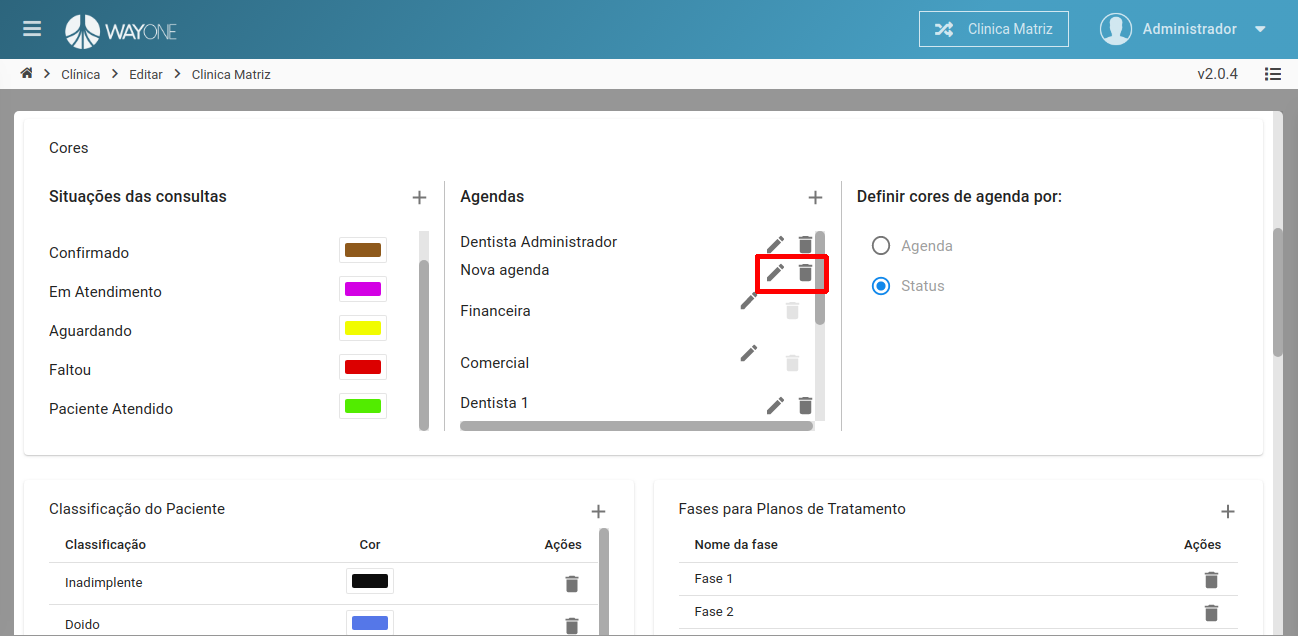 WAYONE
Clinica Matriz
Administrador
Clínica
Editar
Clinica Matriz
v2.0.4
Cores
Situações das consultas
Confirmado
Em Atendimento
Aguardando
Faltou
Paciente Atendido
Agendas
Dentista Administrador
Nova agenda
Financeira
Comercial
Dentista 1
Definir cores de agenda por:
Agenda
Status
Classificação do Paciente
Classificação Cor Ações
Inadimplente
Doido
Fases para Planos de Tratamento
Nome da fase Ações
Fase 1
Fase 2